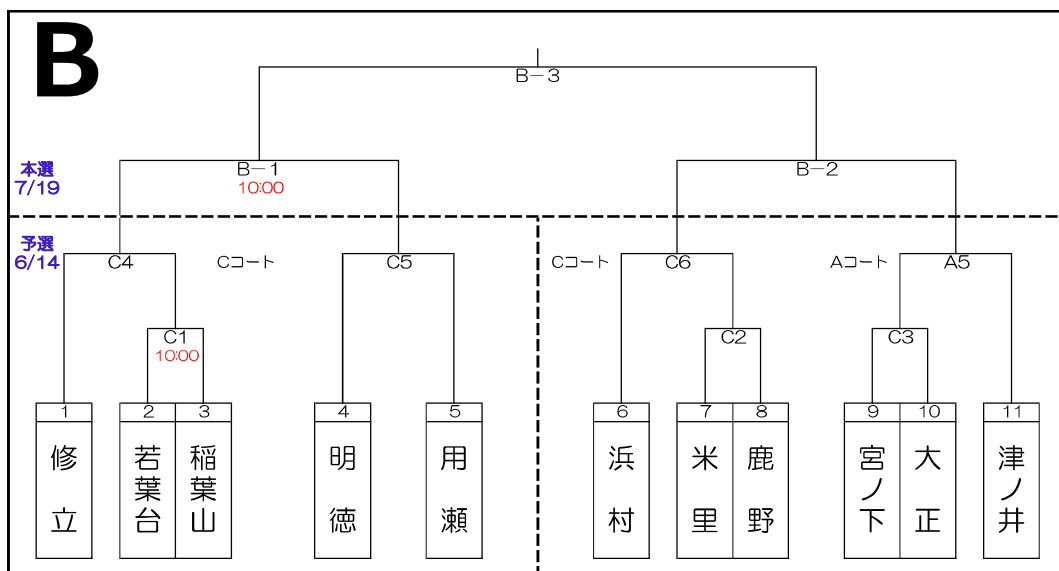 B
B-3
本選
7/19
B-1
10:00
B-2
予選
6/14
C4
Cコート
C5
Cコート
C6
Aコート
A5
C1
10:00
C2
C3
1
2
3
4
5
6
7
8
9
10
11
修立
若葉台
稲葉山
明徳
用瀬
浜村
米里
鹿野
宮ノ下
大正
津ノ井